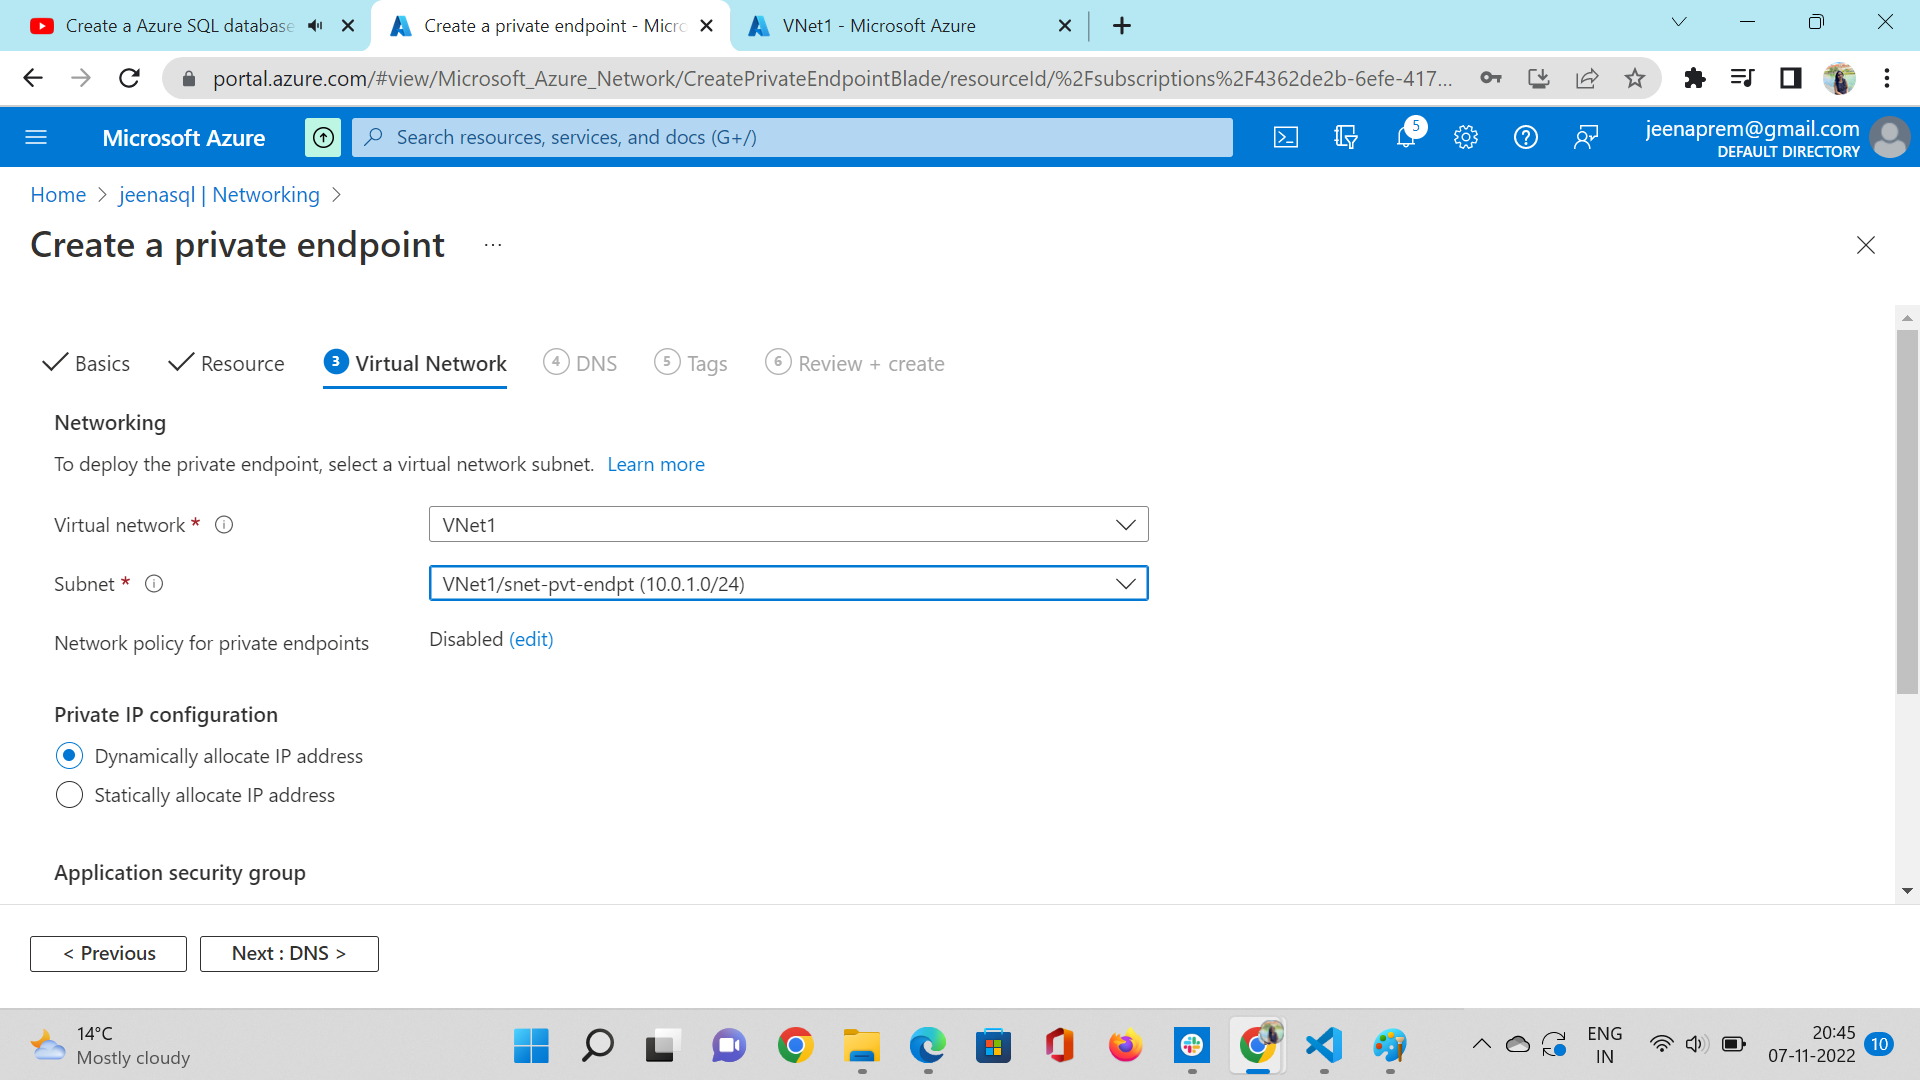 Create a Azure SQL database
Create a private endpoint - Micro
VNet1 - Microsoft Azure
portal.azure.com/#view/Microsoft_Azure_Network/CreatePrivateEndpointBlade/resourceId/%2Fsubscriptions%2F4362de2b-6efe-417...
Microsoft Azure
Search resources, services, and docs (G+/)
5
jeenaprem@gmail.com
DEFAULT DIRECTORY
Home > jeenasql | Networking >
Create a private endpoint ...
Basics
Resource
3 Virtual Network
4 DNS
5 Tags
6 Review + create
Networking
To deploy the private endpoint, select a virtual network subnet. Learn more
Virtual network * VNet1
Subnet * VNet1/snet-pvt-endpt (10.0.1.0/24)
Network policy for private endpoints Disabled (edit)
Private IP configuration
Dynamically allocate IP address
Statically allocate IP address
Application security group
< Previous
Next : DNS >
14°C
Mostly cloudy
ENG
IN
20:45
07-11-2022
10